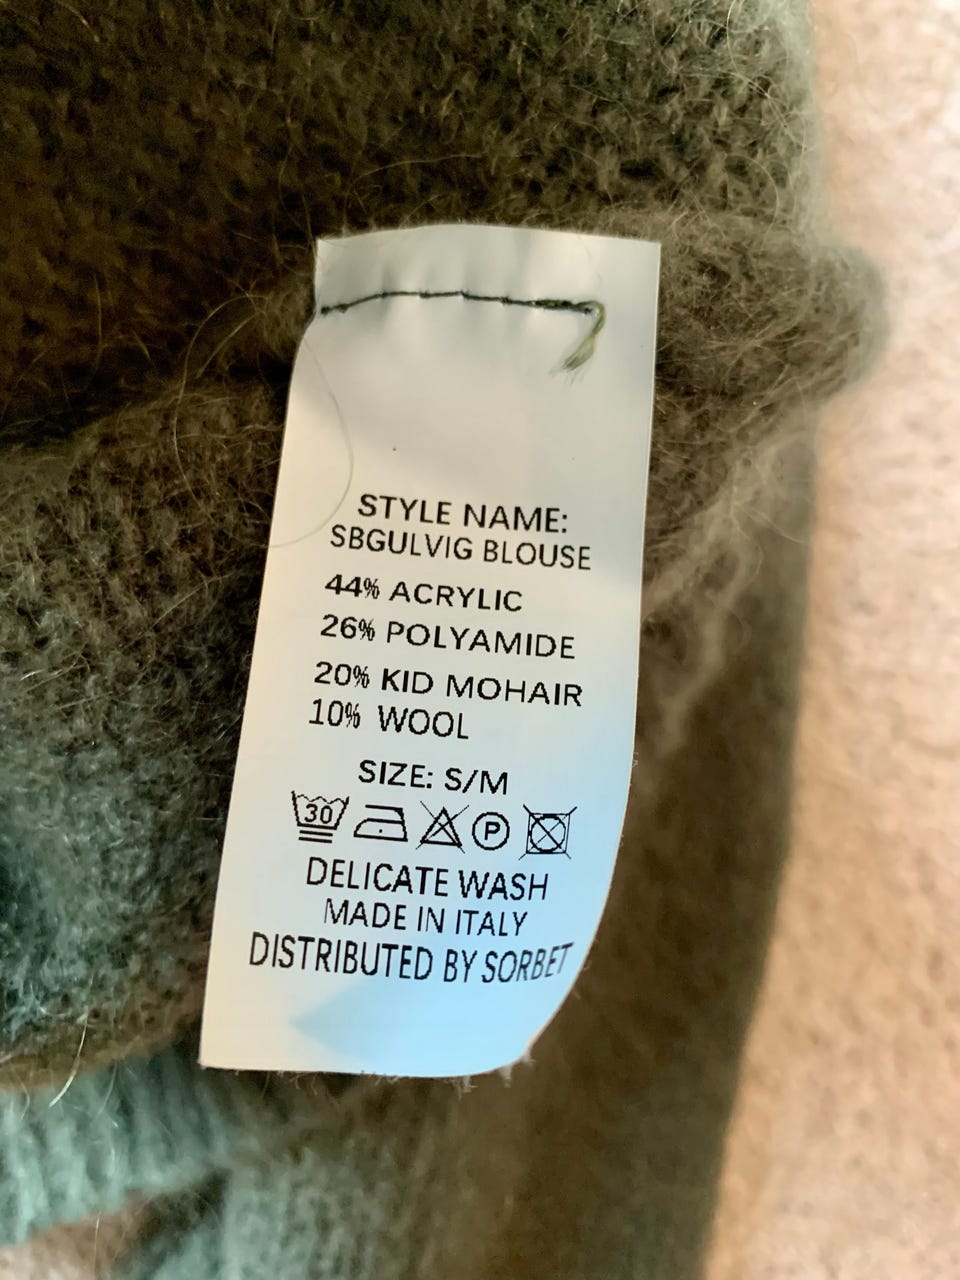 STYLE NAME:
SBGULVIG BLOUSE
44% ACRYLIC
26% POLYAMIDE
20% KID MOHAIR
10% WOOL
SIZE: S/M
30 P
DELICATE WASH
MADE IN ITALY
DISTRIBUTED BY SORBET